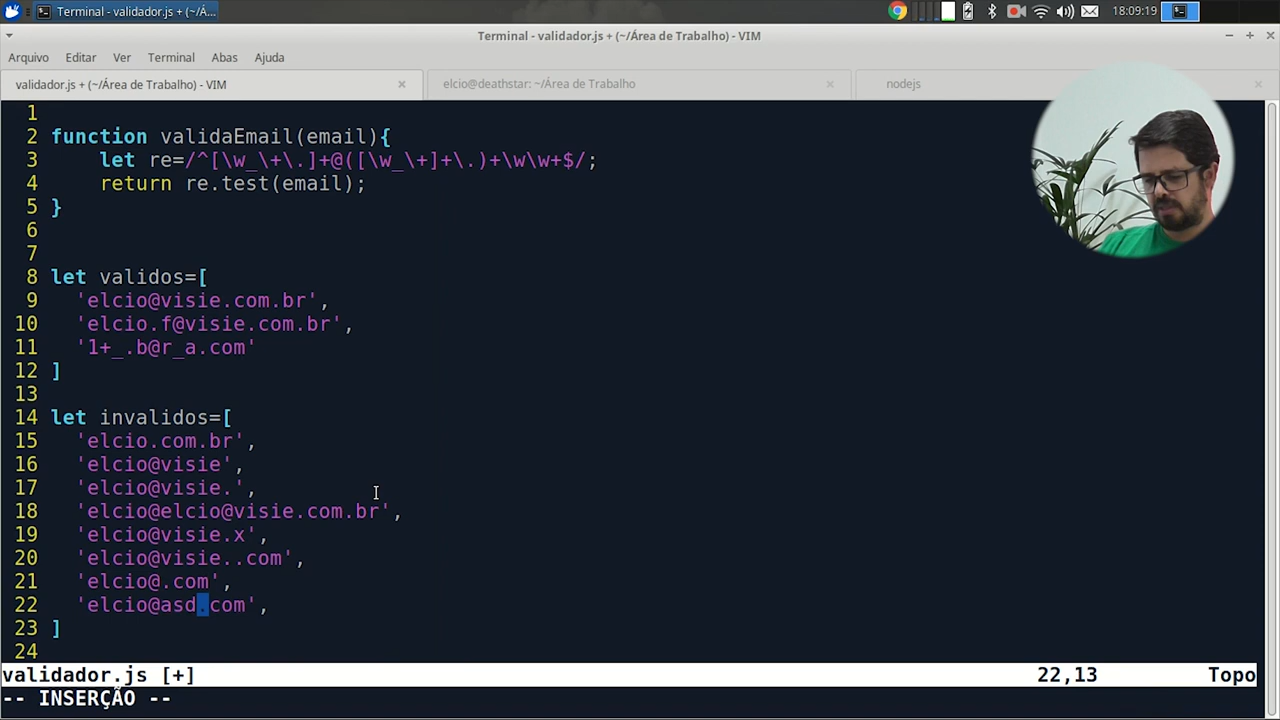 Terminal - validador.js + (~/Á...
18:09:19
Terminal - validador.js + (~/Área de Trabalho) - VIM
Arquivo Editar Ver Terminal Abas Ajuda
validador.js + (~/Área de Trabalho) - VIM
elcio@deathstar: ~/Área de Trabalho
nodejs
1
2 function validaEmail(email){
3     let re=/^[\w_\+\.]+@([\w_\+]+\.)+\w\w+$/;
4     return re.test(email);
5 }
6
7
8 let validos=[
9   'elcio@visie.com.br',
10   'elcio.f@visie.com.br',
11   '1+_.b@r_a.com'
12 ]
13
14 let invalidos=[
15   'elcio.com.br',
16   'elcio@visie',
17   'elcio@visie.',
18   'elcio@elcio@visie.com.br',
19   'elcio@visie.x',
20   'elcio@visie..com',
21   'elcio@.com',
22   'elcio@asd.com',
23 ]
24
validador.js [+] 22,13 Topo
-- INSERÇÃO --